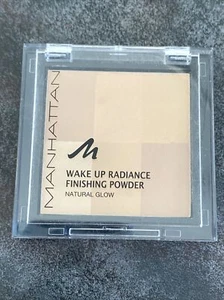 MANHATTAN
M
WAKE UP RADIANCE
FINISHING POWDER
NATURAL GLOW